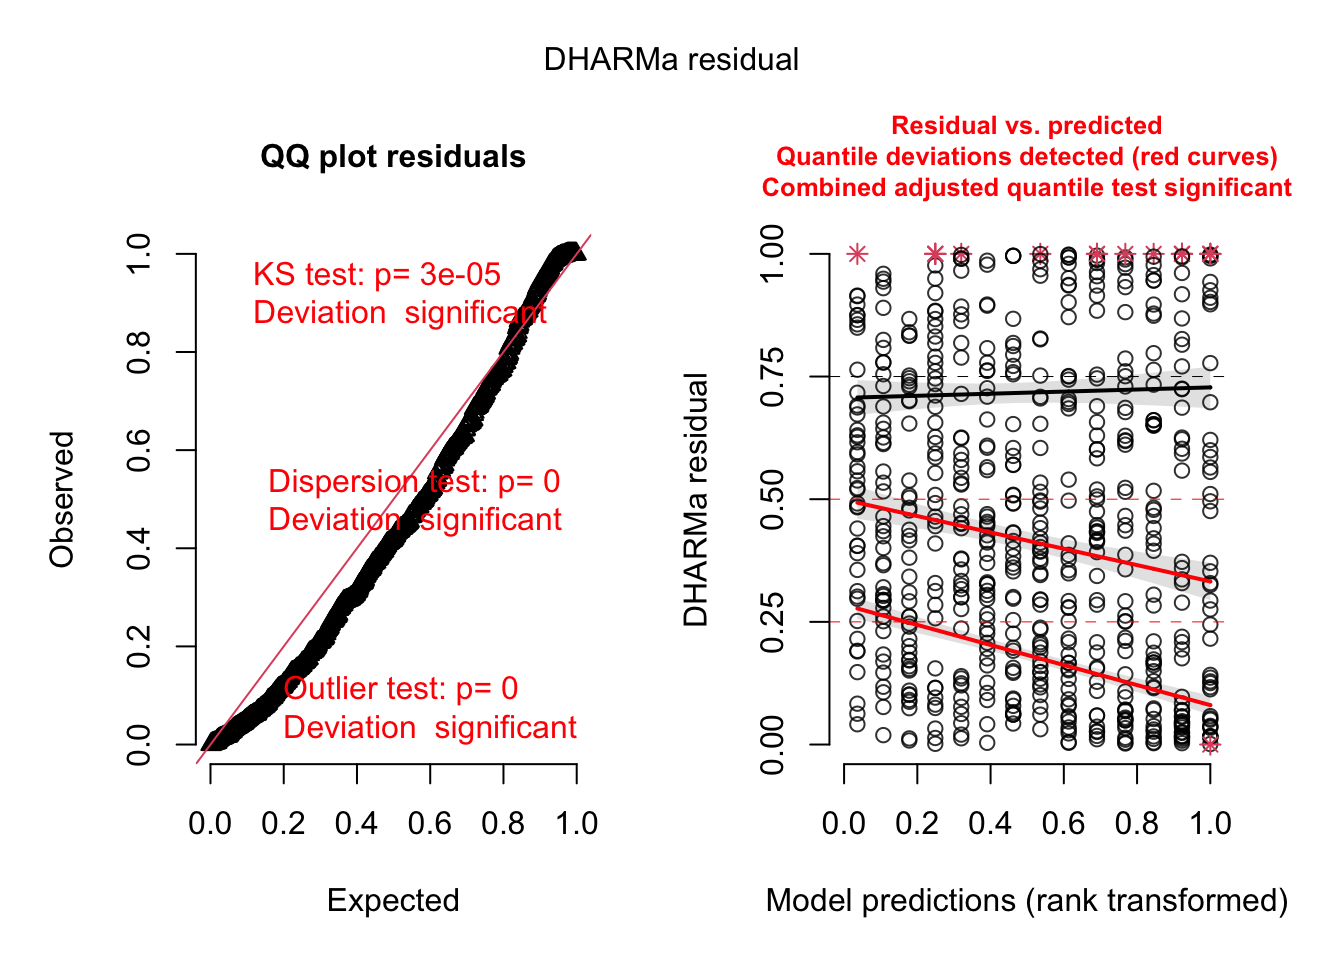 DHARMa residual
QQ plot residuals
KS test: p= 3e-05
Deviation  significant
Dispersion test: p= 0
Deviation  significant
Outlier test: p= 0
Deviation  significant
Observed
0.0 0.2 0.4 0.6 0.8 1.0
0.0 0.2 0.4 0.6 0.8 1.0
Expected
Residual vs. predicted
Quantile deviations detected (red curves)
Combined adjusted quantile test significant
DHARMa residual
0.00 0.25 0.50 0.75 1.00
0.0 0.2 0.4 0.6 0.8 1.0
Model predictions (rank transformed)